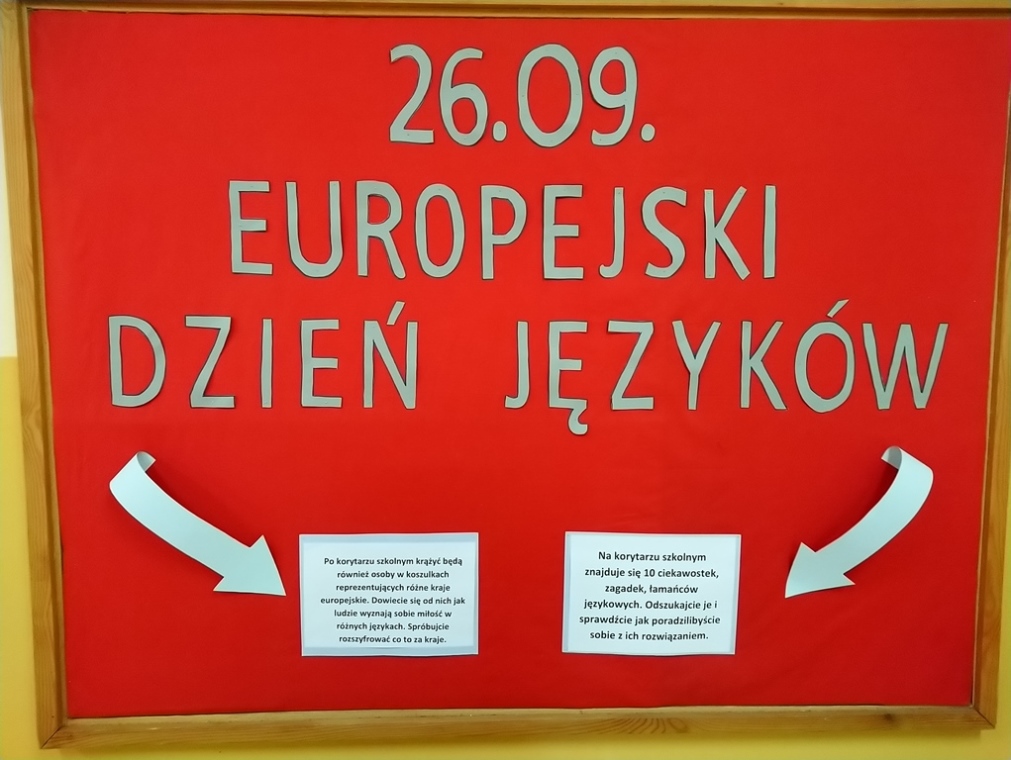 26.09.
EUROPEJSKI
DZIEŃ JĘZYKÓW
Po korytarzu szkolnym krążyć będą
również osoby w koszulkach
reprezentujących różne kraje
europejskie. Dowiecie się od nich jak
ludzie wyznają sobie miłość w
różnych językach. Spróbujcie
rozszyfrować co to za kraje.
Na korytarzu szkolnym
znajduje się 10 ciekawostek,
zagadek, łamańców
językowych. Odszukajcie je i
sprawdźcie jak poradzilibyście
sobie z ich rozwiązaniem.